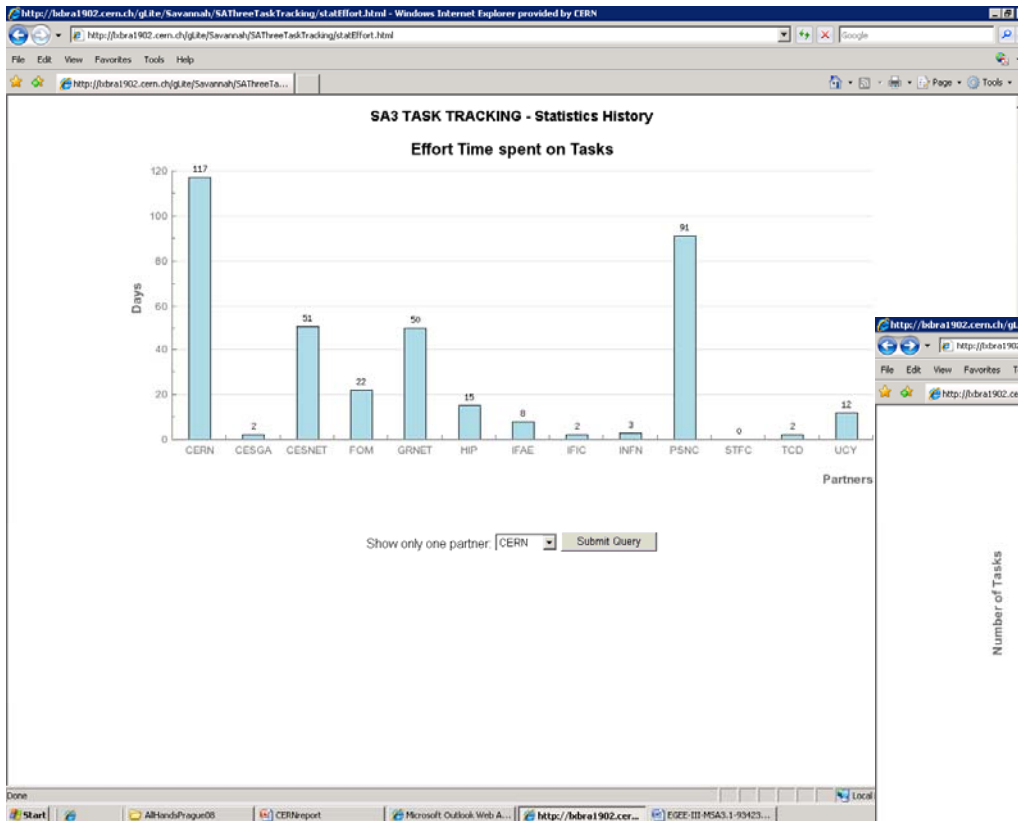 http://lxbra1902.cern.ch/gLite/Savannah/SAThreeTaskTracking/statEffort.html - Windows Internet Explorer provided by CERN
http://lxbra1902.cern.ch/gLite/Savannah/SAThreeTaskTracking/statEffort.html
Google
File Edit View Favorites Tools Help
http://lxbra1902.cern.ch/gLite/Savannah/SAThreeTa...
Page Tools
SA3 TASK TRACKING - Statistics History
Effort Time spent on Tasks
120
100
80
60
40
20
0
Days
117
2
51
22
50
15
8
2
3
91
0
2
12
CERN CESGA CESNET FOM GRNET HIP IFAE IFIC INFN PSNC STFC TCD UCY
Partners
Show only one partner: CERN Submit Query
http://lxbra1902.cern.ch/gL
http://lxbra1902
File Edit View Favorites T
http://lxbra1902.ce
Number of Tasks
Done
Local
Start AllHandsPrague08 CERNreport Microsoft Outlook Web A... http://lxbra1902.cer... EGEE-III-MSA3.1-93423...